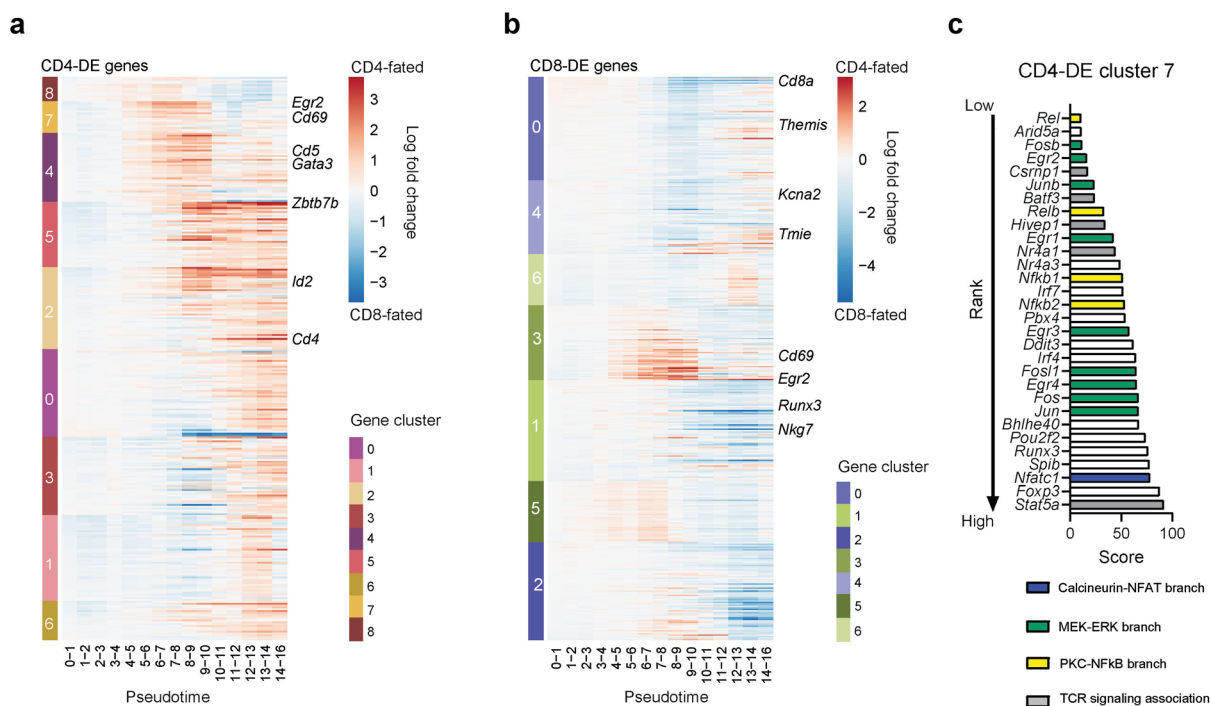 a
CD4-DE genes
8
7
4
5
2
0
3
1
6
Egr2
Cd69
Cd5
Gata3
Zbtb7b
Id2
Cd4
0–1
1–2
2–3
3–4
4–5
5–6
6–7
7–8
8–9
9–10
10–11
11–12
12–13
13–14
14–16
Pseudotime
CD4-fated
3
2
1
0
−1
−2
−3
Log fold change
CD8-fated
Gene cluster
0
1
2
3
4
5
6
7
8
b
CD8-DE genes
0
4
6
3
1
5
2
Cd8a
Themis
Kcna2
Tmie
Cd69
Egr2
Runx3
Nkg7
0–1
1–2
2–3
3–4
4–5
5–6
6–7
7–8
8–9
9–10
10–11
11–12
12–13
13–14
14–16
Pseudotime
CD4-fated
2
0
−2
−4
Log fold change
CD8-fated
Gene cluster
0
1
2
3
4
5
6
c
CD4-DE cluster 7
Low
Rank
High
Rel
Arid5a
Fosb
Egr2
Csrnp1
Junb
Batf3
Relb
Hivep1
Egr1
Nr4a1
Nr4a3
Nfkb1
Irf7
Nfkb2
Pbx4
Egr3
Ddit3
Irf4
Fosl1
Egr4
Fos
Jun
Bhlhe40
Pou2f2
Runx3
Spib
Nfatc1
Foxp3
Stat5a
0
50
100
Score
Calcineurin-NFAT branch
MEK-ERK branch
PKC-NFkB branch
TCR signaling association